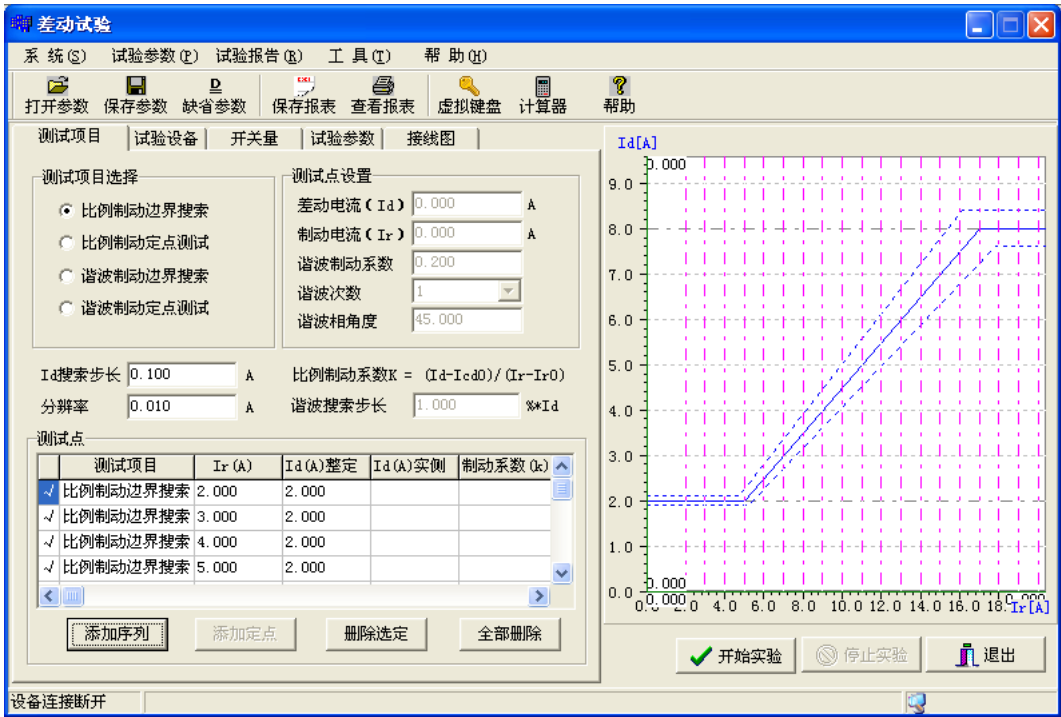 差动试验
系 统(S) 试验参数(P) 试验报告(R) 工 具(T) 帮 助(H)
打开参数 保存参数 缺省参数 保存报表 查看报表 虚拟键盘 计算器 帮助
测试项目 试验设备 开关量 试验参数 接线图
测试项目选择
比例制动边界搜索
比例制动定点测试
谐波制动边界搜索
谐波制动定点测试
测试点设置
差动电流(Id) 0.000 A
制动电流(Ir) 0.000 A
谐波制动系数 0.200
谐波次数 1
谐波相角度 45.000
Id搜索步长 0.100 A 比例制动系数K = (Id-Icd0)/(Ir-Ir0)
分辨率 0.010 A 谐波搜索步长 1.000 %*Id
测试点
测试项目 Ir(A) Id(A)整定 Id(A)实侧 制动系数(k)
√ 比例制动边界搜索 2.000 2.000
√ 比例制动边界搜索 3.000 2.000
√ 比例制动边界搜索 4.000 2.000
√ 比例制动边界搜索 5.000 2.000
添加序列 添加定点 删除选定 全部删除
Id[A]
0.000
9.0
8.0
7.0
6.0
5.0
4.0
3.0
2.0
1.0
0.000
0.0
0.000
0.0 2.0 4.0 6.0 8.0 10.0 12.0 14.0 16.0 18. Ir[A]
开始实验 停止实验 退出
设备连接断开